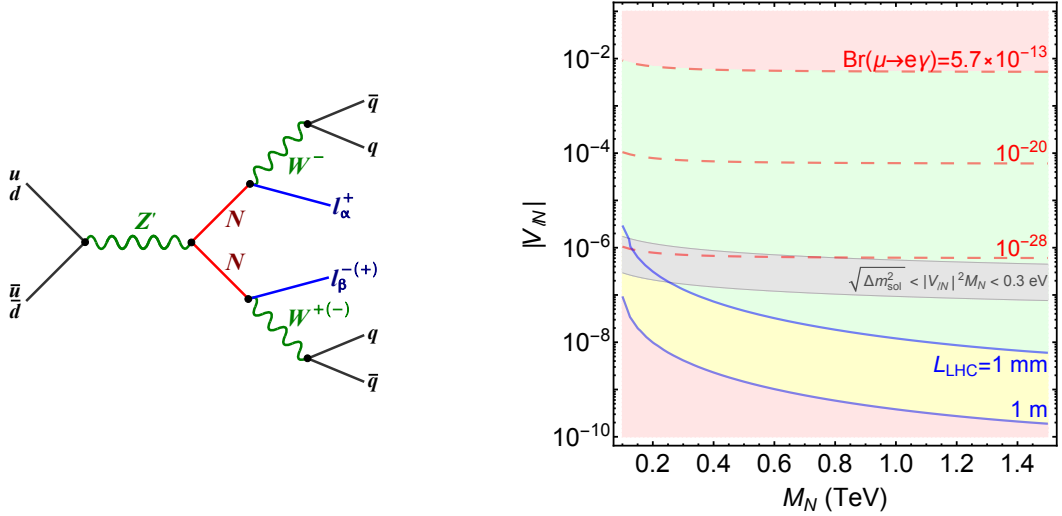 q̄
q
W⁻
u
d
l_α⁺
Z′
N
N
l_β⁻⁽⁺⁾
ū
d̄
W⁺⁽⁻⁾
q
q̄
10⁻²
10⁻⁴
10⁻⁶
10⁻⁸
10⁻¹⁰
|V_lN|
Br(μ→eγ)=5.7×10⁻¹³
10⁻²⁰
10⁻²⁸
√Δm²_sol < |V_lN|² M_N < 0.3 eV
L_LHC=1 mm
1 m
0.2 0.4 0.6 0.8 1.0 1.2 1.4
M_N (TeV)